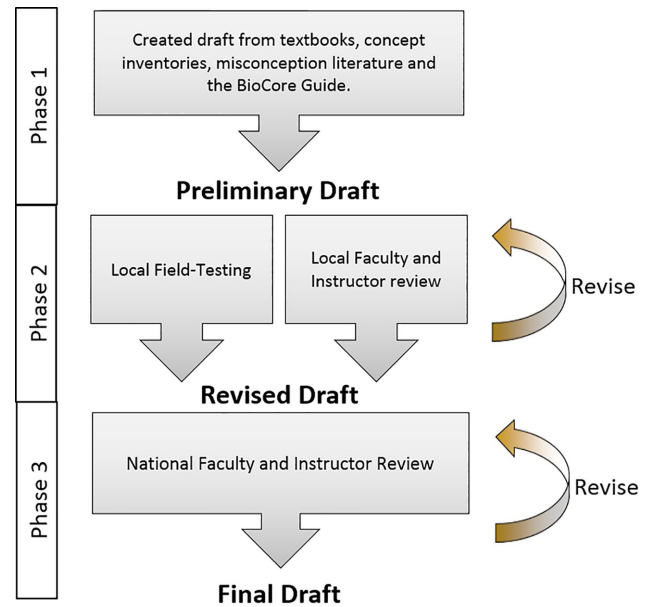 Phase 1
Created draft from textbooks, concept
inventories, misconception literature and
the BioCore Guide.
Preliminary Draft
Phase 2
Local Field-Testing
Local Faculty and
Instructor review
Revise
Revised Draft
Phase 3
National Faculty and Instructor Review
Revise
Final Draft